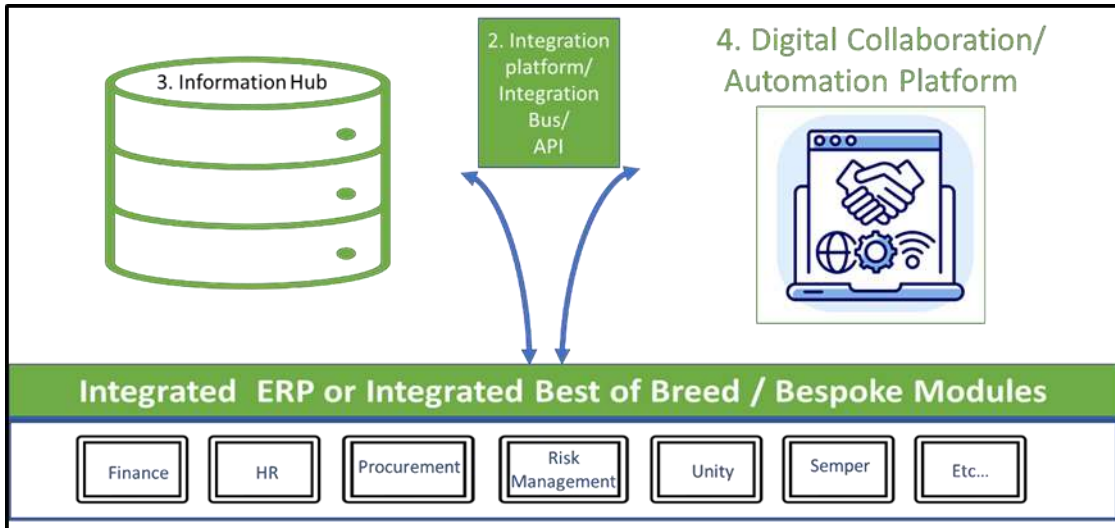 3. Information Hub
2. Integration
platform/
Integration
Bus/
API
4. Digital Collaboration/
Automation Platform
Integrated ERP or Integrated Best of Breed / Bespoke Modules
Finance
HR
Procurement
Risk
Management
Unity
Semper
Etc...